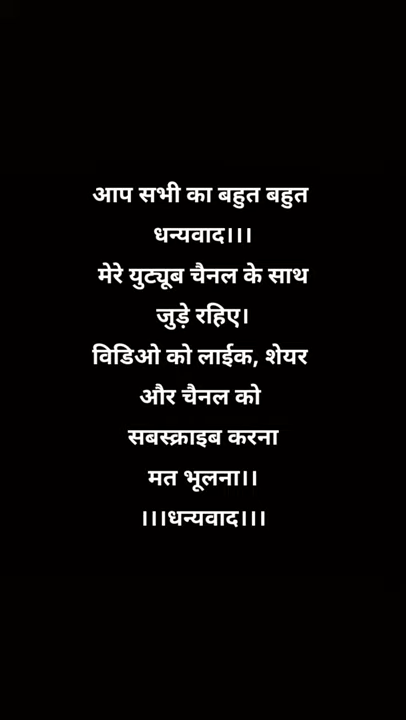 आप सभी का बहुत बहुत
धन्यवाद।।।
मेरे युट्यूब चैनल के साथ
जुड़े रहिए।
विडिओ को लाईक, शेयर
और चैनल को
सबस्क्राइब करना
मत भूलना।।
।।।धन्यवाद।।।